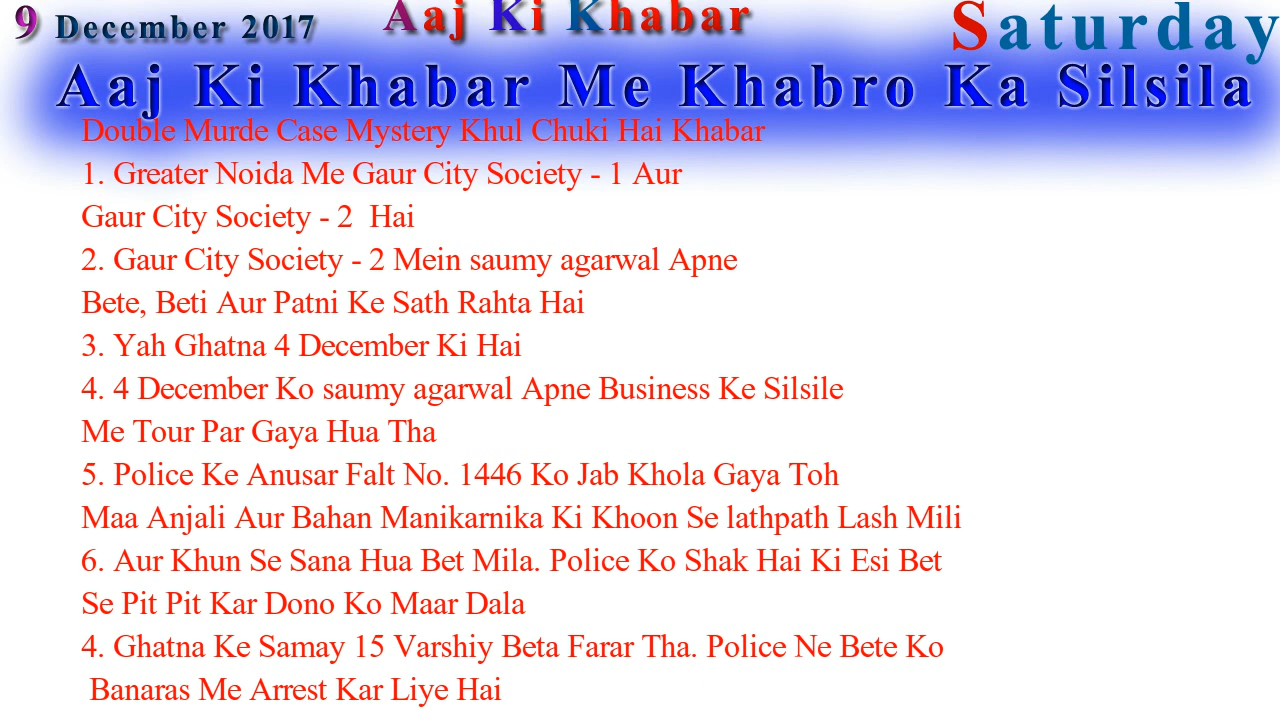 9 December 2017
Aaj Ki Khabar
Saturday
Aaj Ki Khabar Me Khabro Ka Silsila
Double Murde Case Mystery Khul Chuki Hai Khabar
1. Greater Noida Me Gaur City Society - 1 Aur
Gaur City Society - 2  Hai
2. Gaur City Society - 2 Mein saumy agarwal Apne
Bete, Beti Aur Patni Ke Sath Rahta Hai
3. Yah Ghatna 4 December Ki Hai
4. 4 December Ko saumy agarwal Apne Business Ke Silsile
Me Tour Par Gaya Hua Tha
5. Police Ke Anusar Falt No. 1446 Ko Jab Khola Gaya Toh
Maa Anjali Aur Bahan Manikarnika Ki Khoon Se lathpath Lash Mili
6. Aur Khun Se Sana Hua Bet Mila. Police Ko Shak Hai Ki Esi Bet
Se Pit Pit Kar Dono Ko Maar Dala
4. Ghatna Ke Samay 15 Varshiy Beta Farar Tha. Police Ne Bete Ko
Banaras Me Arrest Kar Liye Hai